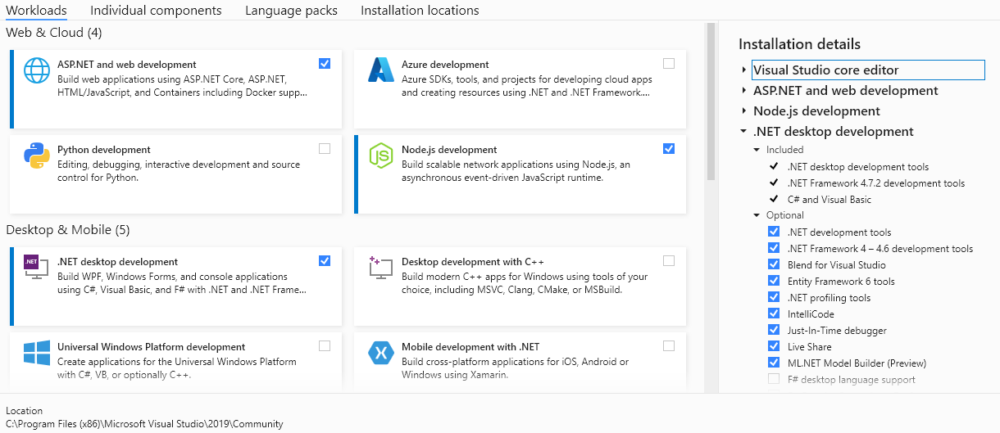 Workloads
Individual components
Language packs
Installation locations
Web & Cloud (4)
ASP.NET and web development
Build web applications using ASP.NET Core, ASP.NET,
HTML/JavaScript, and Containers including Docker supp...
Azure development
Azure SDKs, tools, and projects for developing cloud apps
and creating resources using .NET and .NET Framework....
Python development
Editing, debugging, interactive development and source
control for Python.
Node.js development
Build scalable network applications using Node.js, an
asynchronous event-driven JavaScript runtime.
Desktop & Mobile (5)
.NET
.NET desktop development
Build WPF, Windows Forms, and console applications
using C#, Visual Basic, and F# with .NET and .NET Frame...
Desktop development with C++
Build modern C++ apps for Windows using tools of your
choice, including MSVC, Clang, CMake, or MSBuild.
Universal Windows Platform development
Create applications for the Universal Windows Platform
with C#, VB, or optionally C++.
Mobile development with .NET
Build cross-platform applications for iOS, Android or
Windows using Xamarin.
Installation details
Visual Studio core editor
ASP.NET and web development
Node.js development
.NET desktop development
Included
.NET desktop development tools
.NET Framework 4.7.2 development tools
C# and Visual Basic
Optional
.NET development tools
.NET Framework 4 – 4.6 development tools
Blend for Visual Studio
Entity Framework 6 tools
.NET profiling tools
IntelliCode
Just-In-Time debugger
Live Share
ML.NET Model Builder (Preview)
F# desktop language support
Location
C:\Program Files (x86)\Microsoft Visual Studio\2019\Community